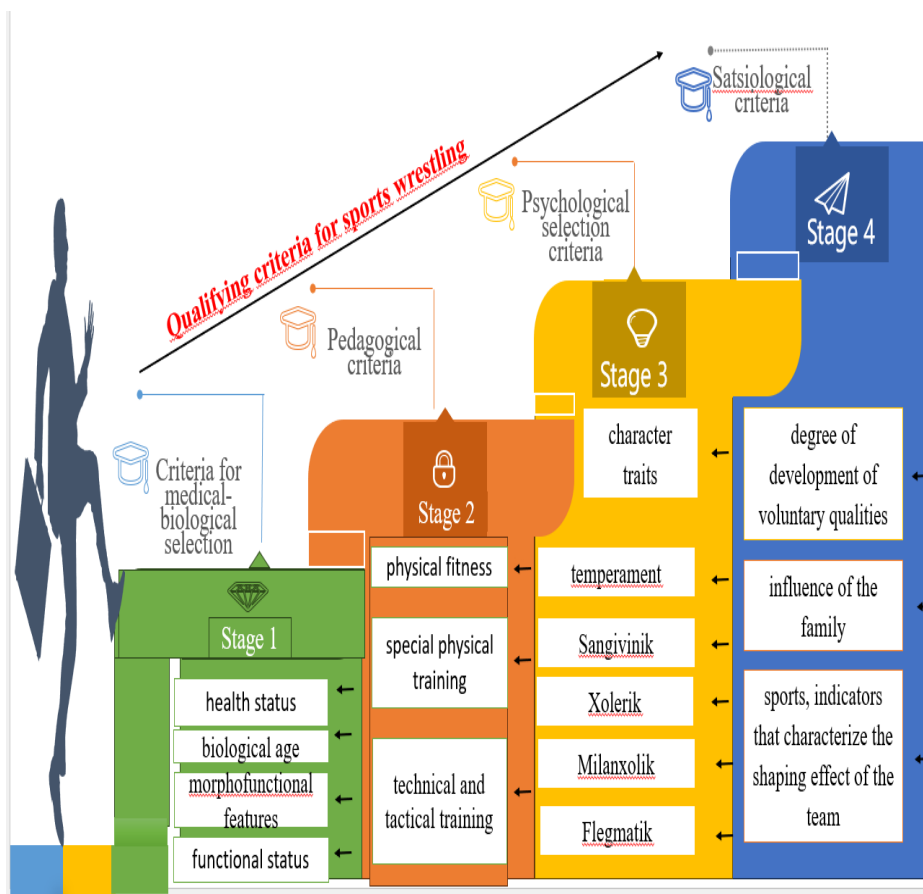 Qualifying criteria for sports wrestling
Satsiological
criteria
Stage 4
degree of
development of
voluntary qualities
influence of the
family
sports, indicators
that characterize the
shaping effect of the
team
Psychological
selection
criteria
Stage 3
character
traits
temperament
Sangivinik
Xolerik
Milanxolik
Flegmatik
Pedagogical
criteria
Stage 2
physical fitness
special physical
training
technical and
tactical training
Criteria for
medical-
biological
selection
Stage 1
health status
biological age
morphofunctional
features
functional status